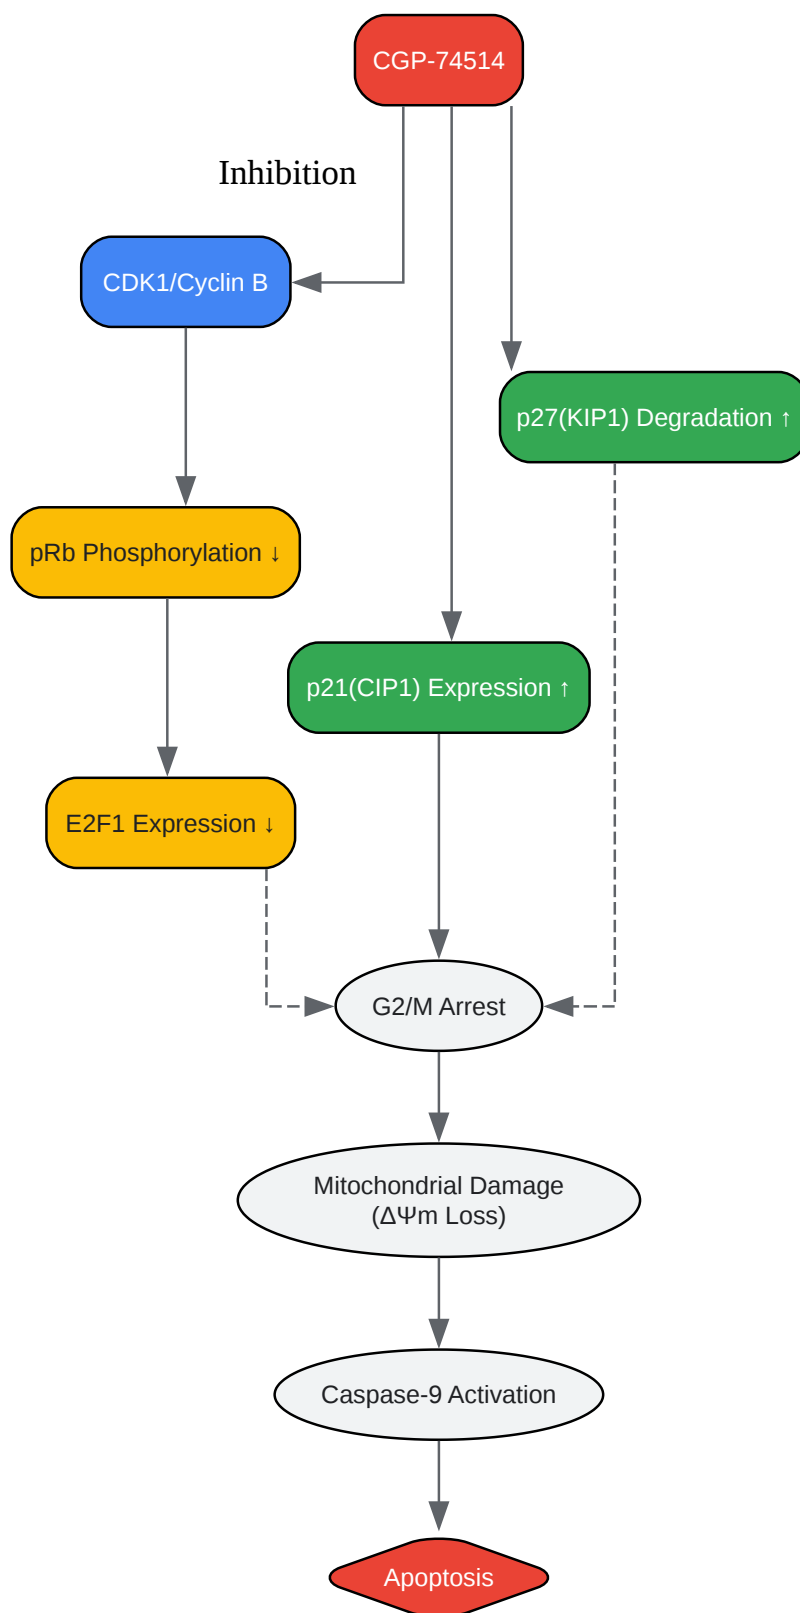 CGP-74514
Inhibition
CDK1/Cyclin B
p27(KIP1) Degradation ↑
pRb Phosphorylation ↓
p21(CIP1) Expression ↑
E2F1 Expression ↓
G2/M Arrest
Mitochondrial Damage
(ΔΨm Loss)
Caspase-9 Activation
Apoptosis